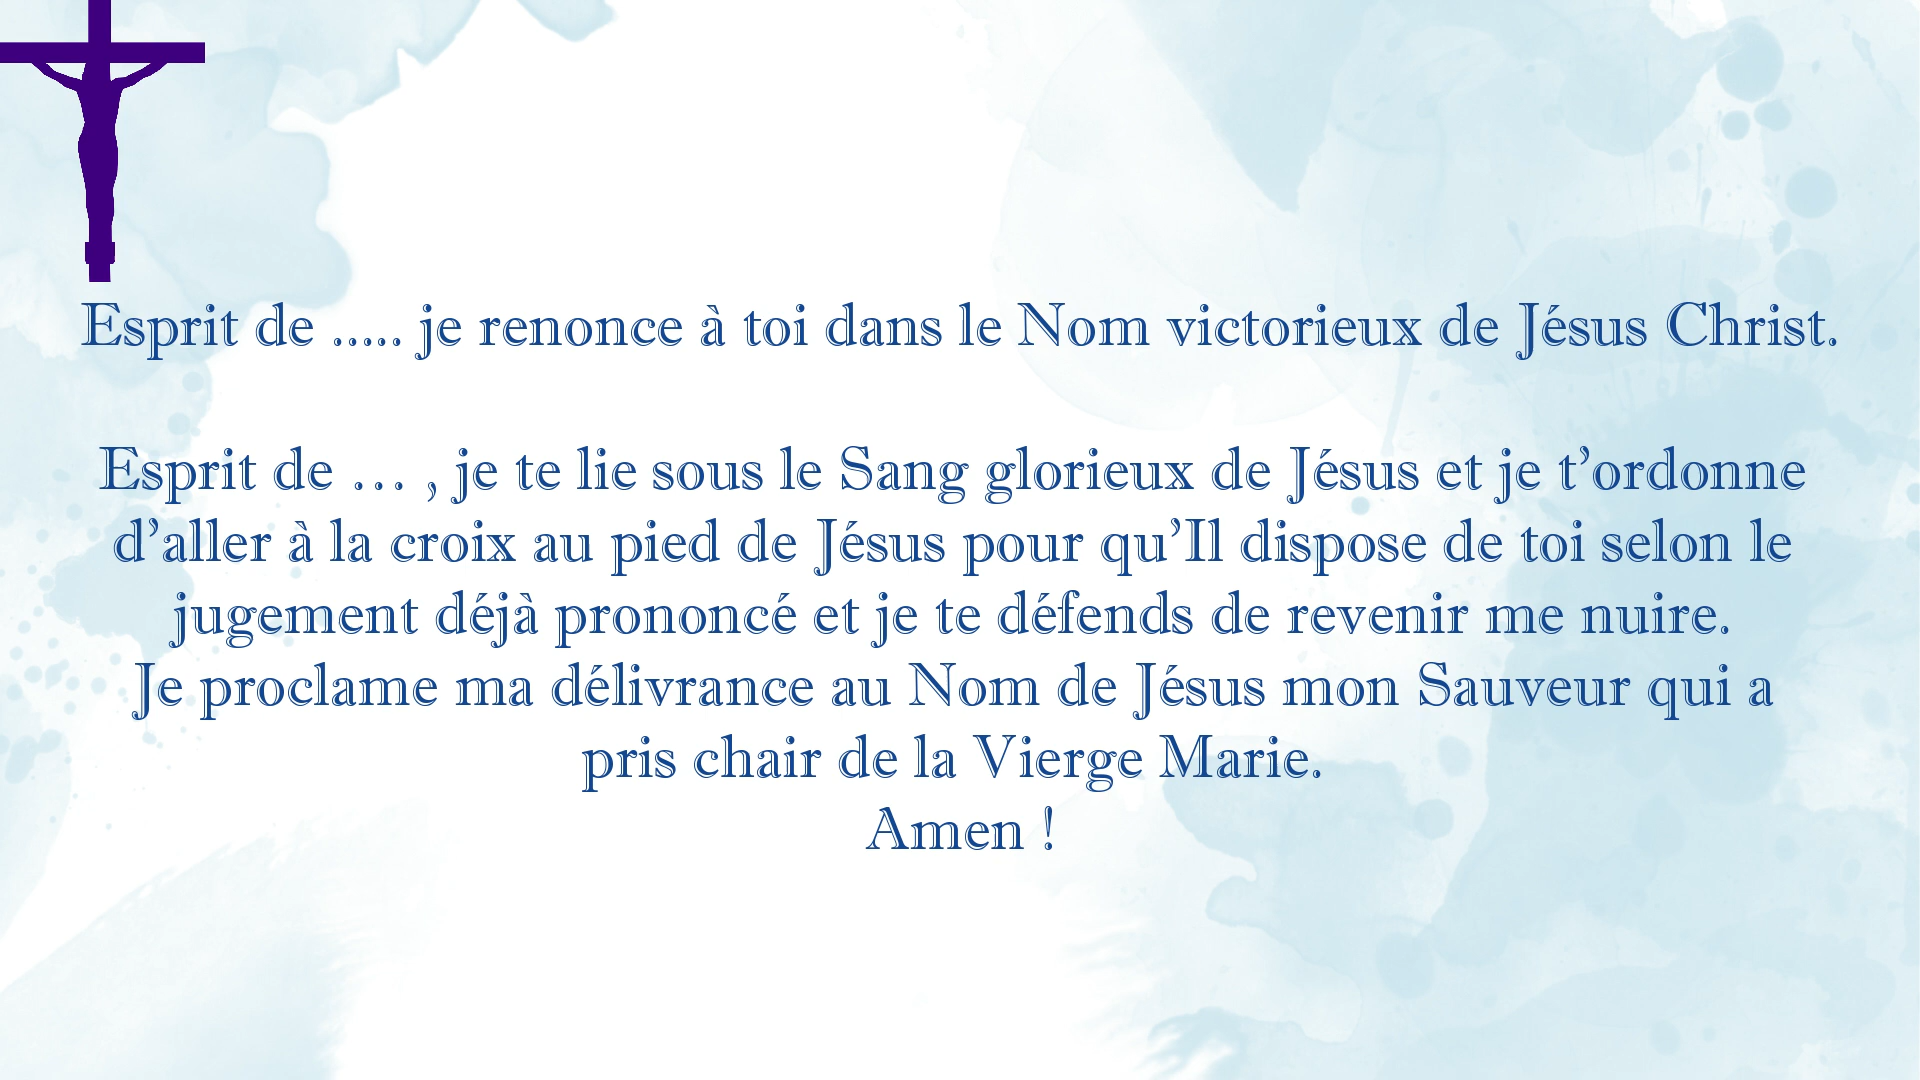 Esprit de ..... je renonce à toi dans le Nom victorieux de Jésus Christ.
Esprit de … , je te lie sous le Sang glorieux de Jésus et je t’ordonne
d’aller à la croix au pied de Jésus pour qu’Il dispose de toi selon le
jugement déjà prononcé et je te défends de revenir me nuire.
Je proclame ma délivrance au Nom de Jésus mon Sauveur qui a
pris chair de la Vierge Marie.
Amen !